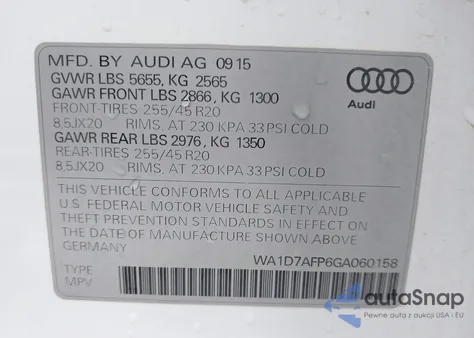 MFD. BY AUDI AG 09 15
GVWR LBS 5655, KG 2565
GAWR FRONT LBS 2866, KG 1300
FRONT-TIRES 255/45 R20
8,5JX20 RIMS, AT 230 KPA 33 PSI COLD
GAWR REAR LBS 2976, KG 1350
REAR-TIRES 255/45 R20
8,5JX20 RIMS, AT 230 KPA 33 PSI COLD
THIS VEHICLE CONFORMS TO ALL APPLICABLE
U.S. FEDERAL MOTOR VEHICLE SAFETY AND
THEFT PREVENTION STANDARDS IN EFFECT ON
THE DATE OF MANUFACTURE SHOWN ABOVE.
GERMANY
WA1D7AFP6GA060158
TYPE
MPV
Audi
autaSnap
Pewne auta z aukcji USA i EU